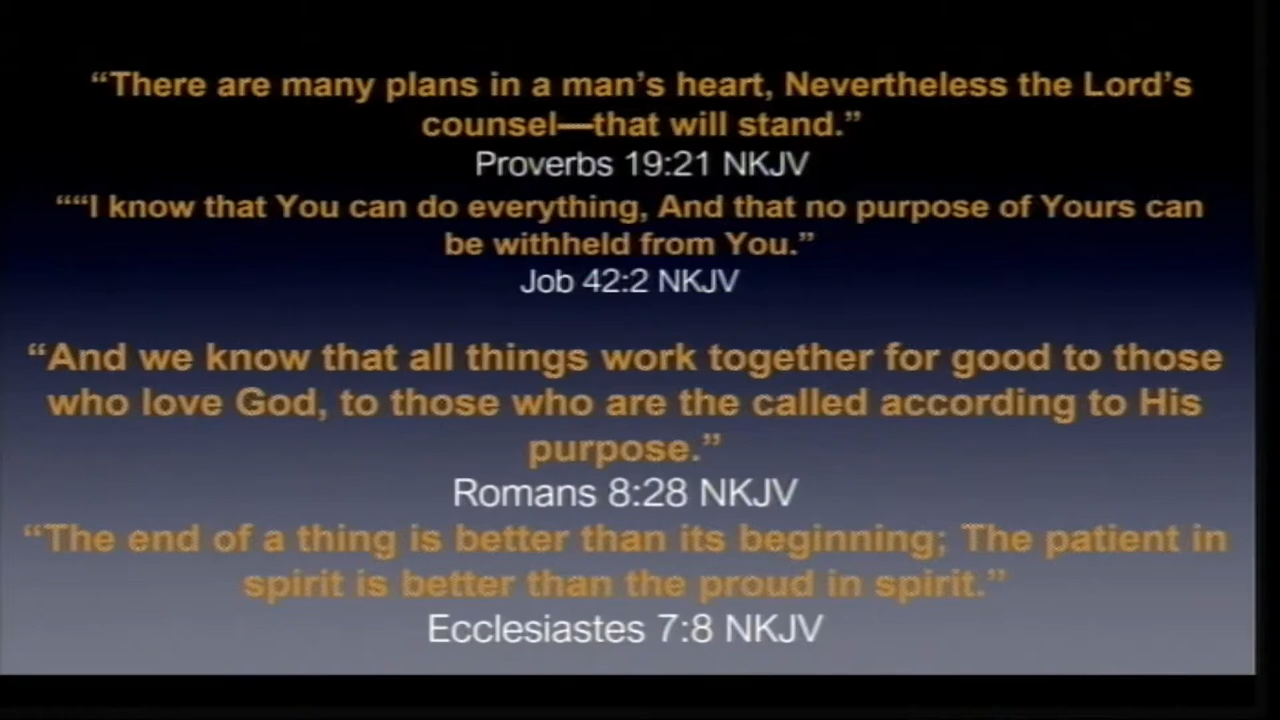 “There are many plans in a man’s heart, Nevertheless the Lord’s
counsel—that will stand.”
Proverbs 19:21 NKJV
““I know that You can do everything, And that no purpose of Yours can
be withheld from You.”
Job 42:2 NKJV
“And we know that all things work together for good to those
who love God, to those who are the called according to His
purpose.”
Romans 8:28 NKJV
“The end of a thing is better than its beginning; The patient in
spirit is better than the proud in spirit.”
Ecclesiastes 7:8 NKJV